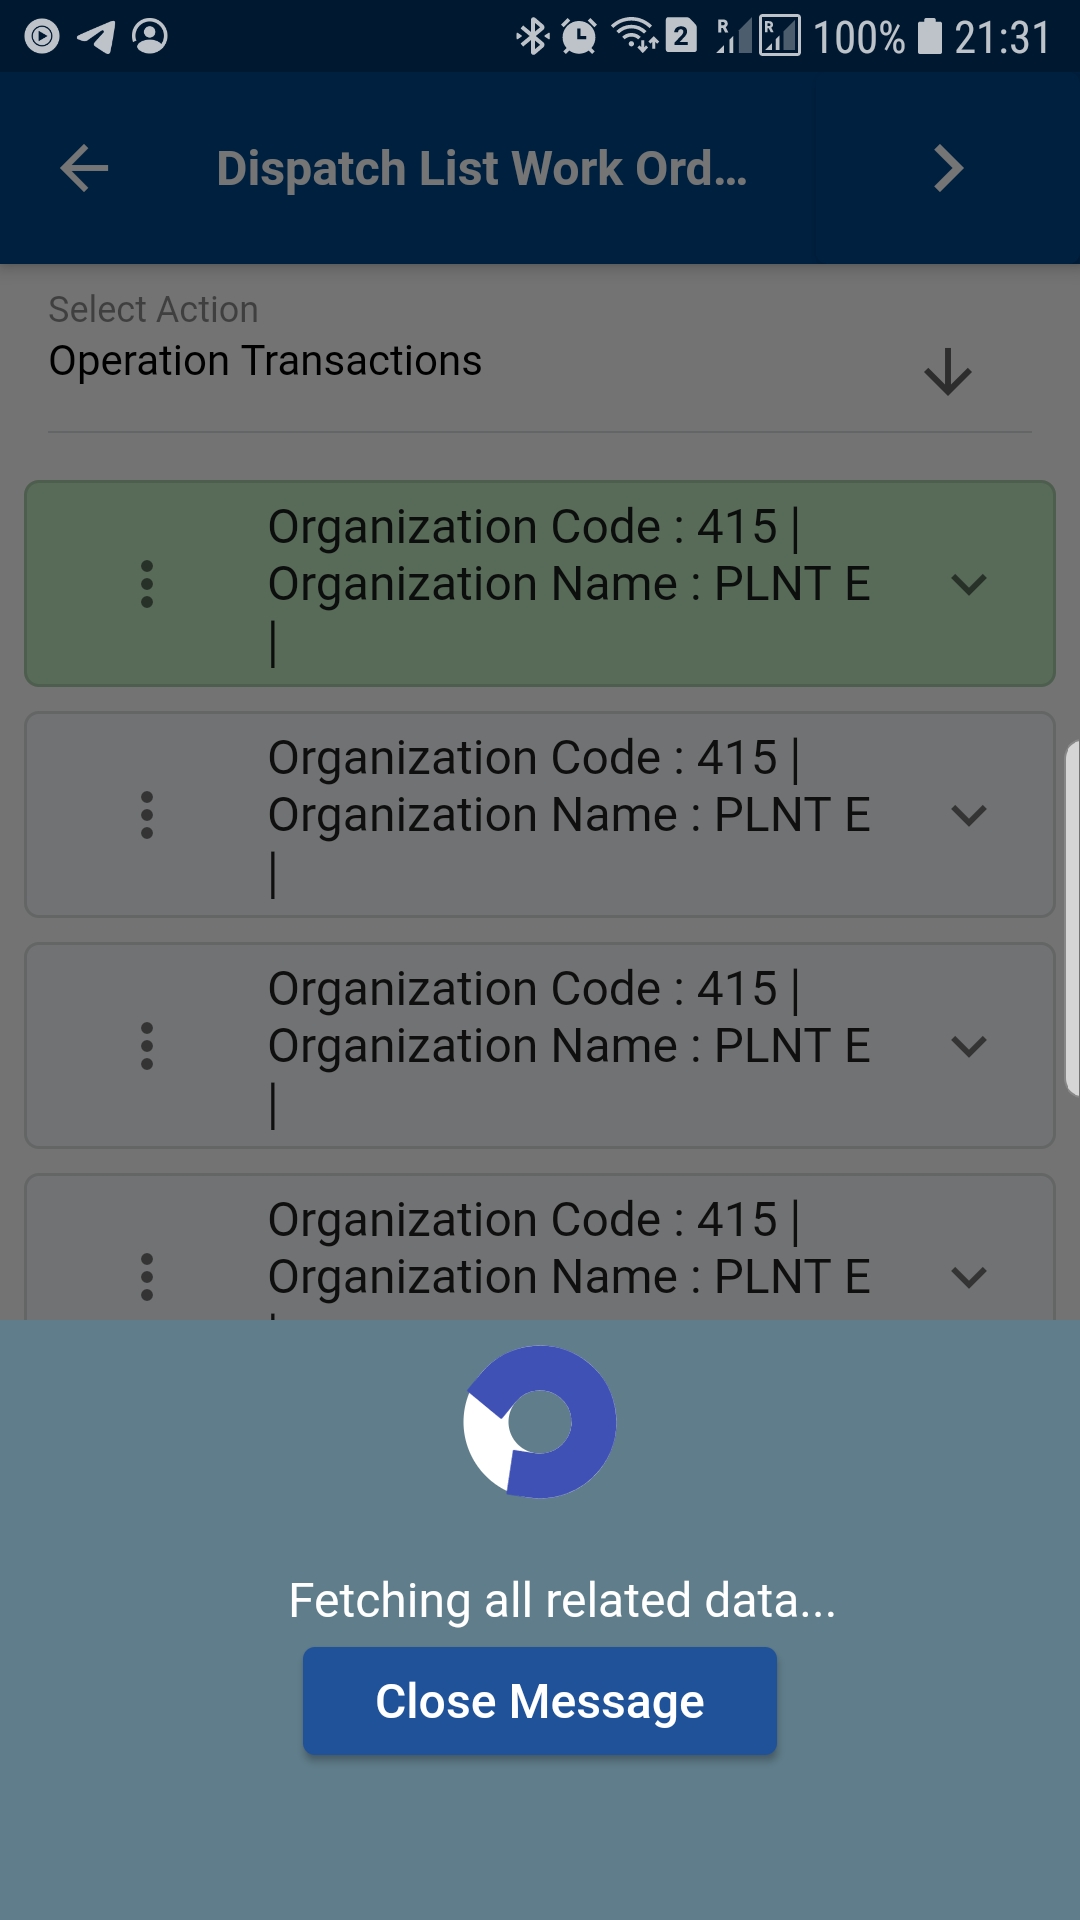 2 R R 100% 21:31
Dispatch List Work Ord...
Select Action
Operation Transactions
Organization Code : 415 |
Organization Name : PLNT E
|
Organization Code : 415 |
Organization Name : PLNT E
|
Organization Code : 415 |
Organization Name : PLNT E
|
Organization Code : 415 |
Organization Name : PLNT E
|
Fetching all related data...
Close Message